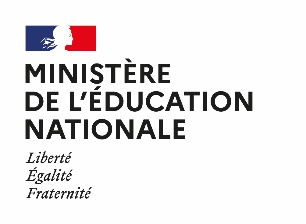 MINISTÈRE
DE L'ÉDUCATION
NATIONALE
Liberté
Égalité
Fraternité